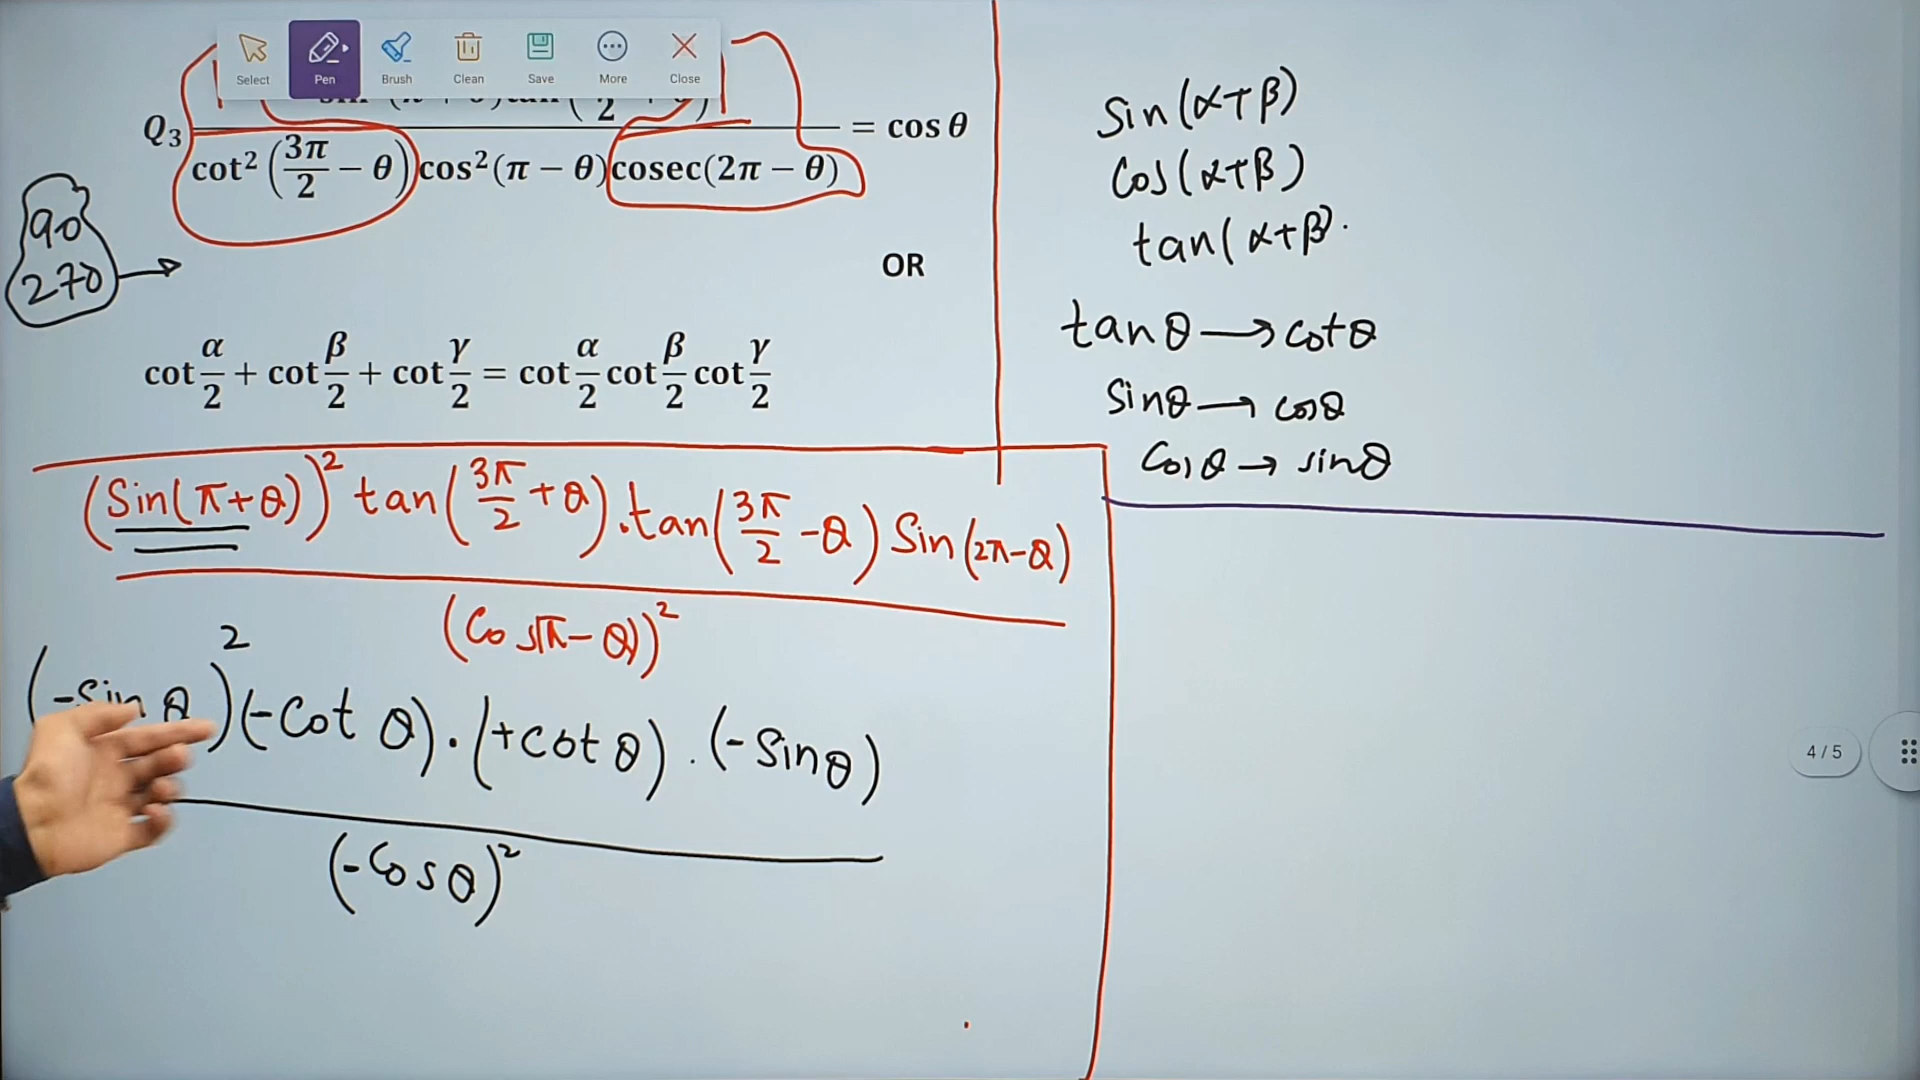 Select Pen Brush Clean Save More Close
Q₃ 2
cot² (3π/2 − θ) cos²(π − θ) cosec(2π − θ) = cos θ
90
270
OR
cot α/2 + cot β/2 + cot γ/2 = cot α/2 cot β/2 cot γ/2
(Sin(π+θ))² tan(3π/2 +θ).tan(3π/2 -θ) Sin(2π-θ)
(Cos(π-θ))²
(-sin θ)² (-Cot θ).(+cot θ).(-Sinθ)
(-Cosθ)²
Sin(α+β)
Cos(α+β)
tan(α+β).
tanθ → cotθ
Sinθ → cosθ
Cosθ → sinθ
4 / 5